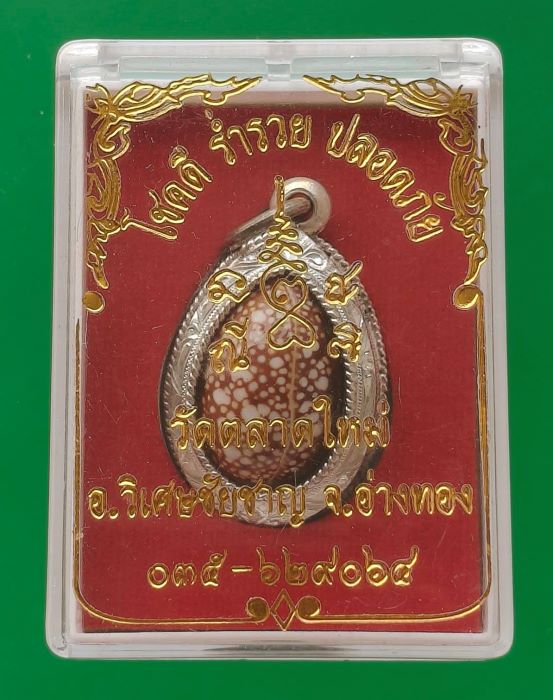 โชคดี ร่ำรวย ปลอดภัย
วัดตลาดใหม่
อ.วิเศษชัยชาญ จ.อ่างทอง
๐๓๕-๖๒๙๐๖๔